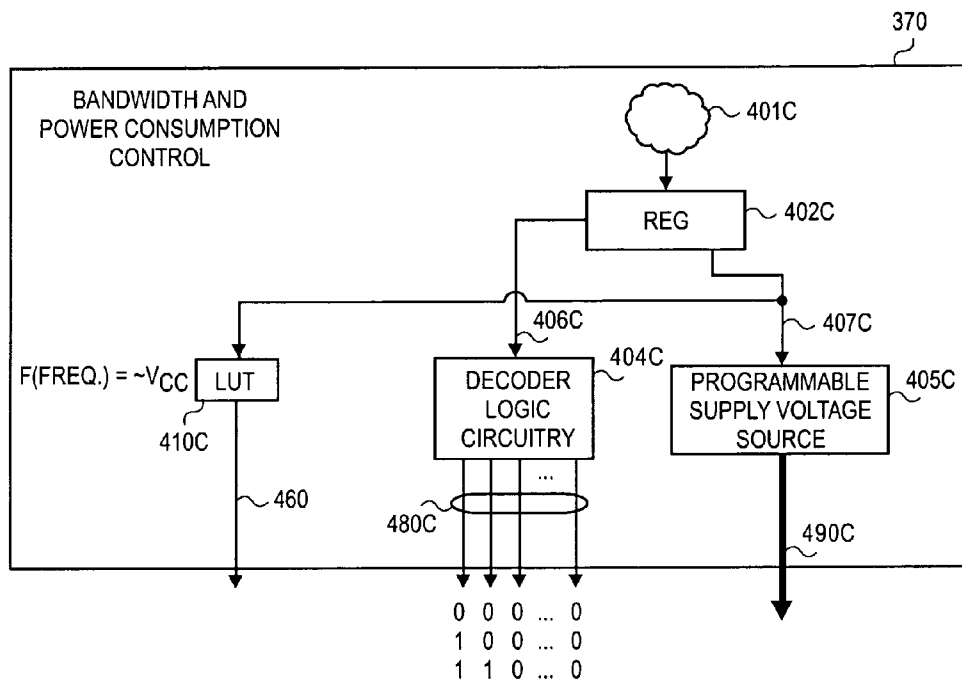 370
BANDWIDTH AND
POWER CONSUMPTION
CONTROL
401C
REG
402C
406C
407C
F(FREQ.) = ~VCC
LUT
410C
DECODER
LOGIC
CIRCUITRY
404C
PROGRAMMABLE
SUPPLY VOLTAGE
SOURCE
405C
...
460
480C
490C
0 0 0 ... 0
1 0 0 ... 0
1 1 0 ... 0